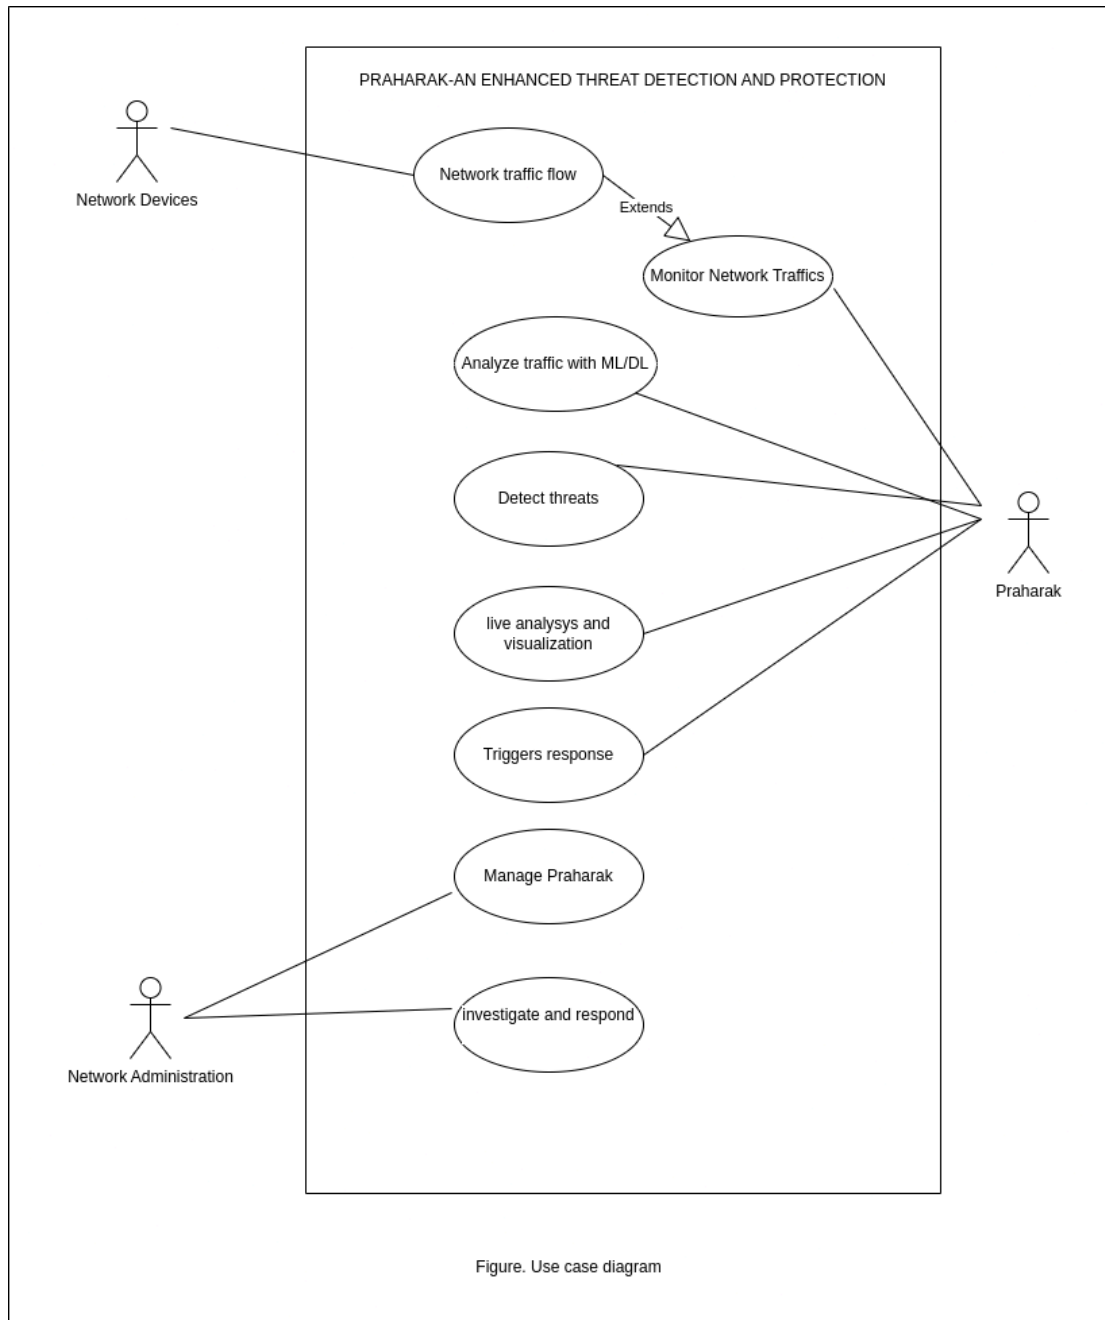 PRAHARAK-AN ENHANCED THREAT DETECTION AND PROTECTION
Network Devices
Network traffic flow
Extends
Monitor Network Traffics
Analyze traffic with ML/DL
Detect threats
Praharak
live analysys and
visualization
Triggers response
Manage Praharak
investigate and respond
Network Administration
Figure. Use case diagram